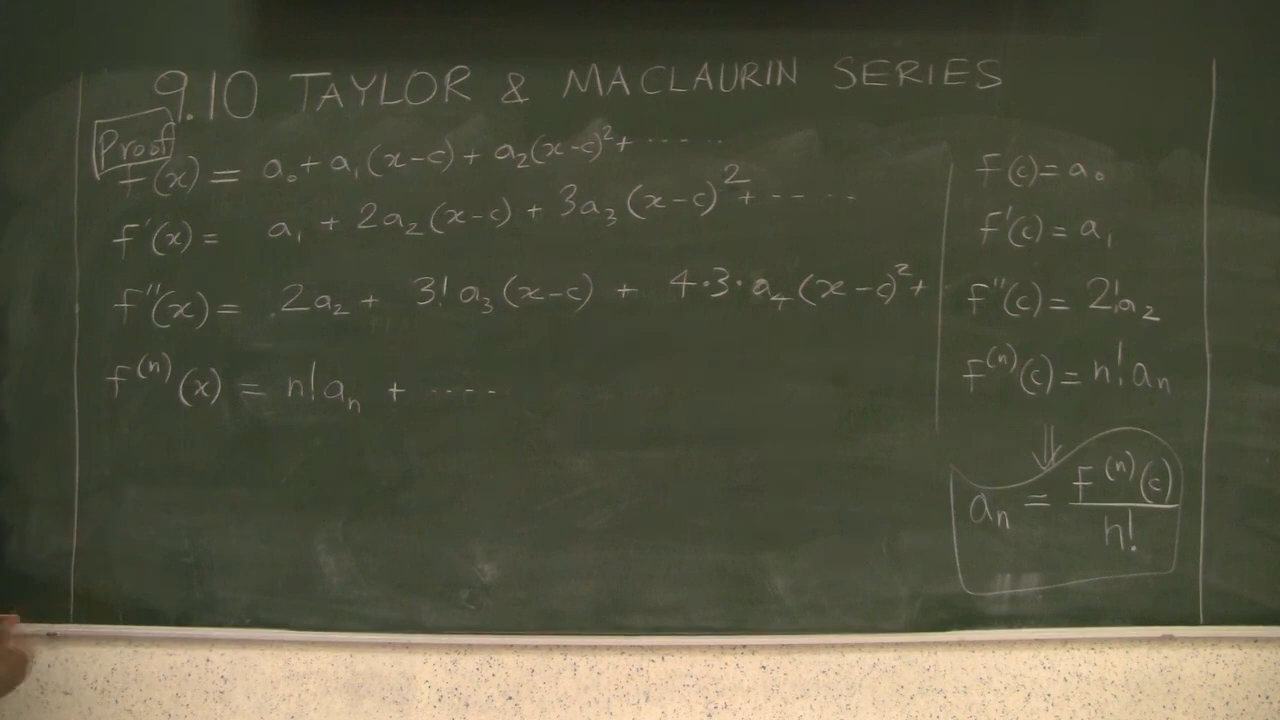 9.10 TAYLOR & MACLAURIN SERIES
Proof
f(x) = a₀ + a₁(x-c) + a₂(x-c)² + ......
f'(x) = a₁ + 2a₂(x-c) + 3a₃(x-c)² + .....
f''(x) = 2a₂ + 3!a₃(x-c) + 4·3·a₄(x-c)² +
f⁽ⁿ⁾(x) = n!aₙ + .....
f(c) = a₀
f'(c) = a₁
f''(c) = 2!a₂
f⁽ⁿ⁾(c) = n!aₙ
⇓
aₙ = f⁽ⁿ⁾(c) / n!